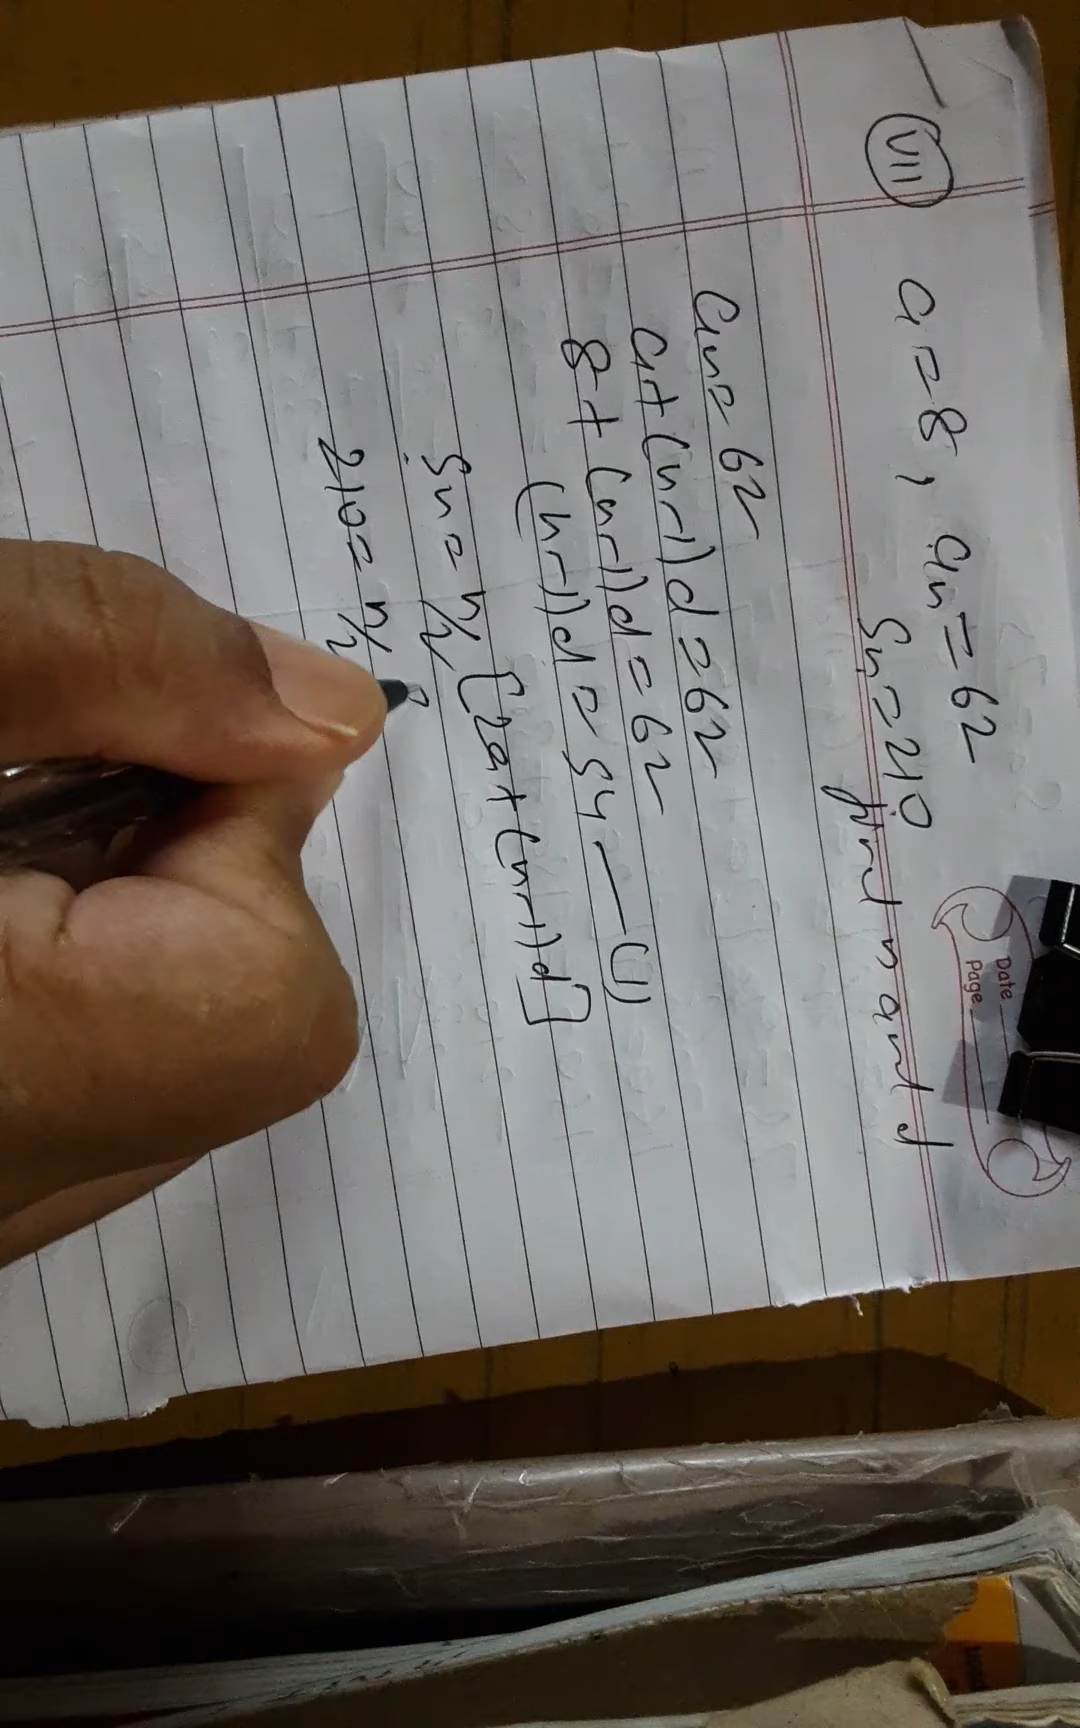 Date
Page
VII a = 8, an = 62
Sn = 210
find n and d
an = 62
a + (n-1)d = 62
8 + (n-1)d = 62
(n-1)d = 54 — (1)
Sn = n/2 [2a + (n-1)d]
210 = n/2